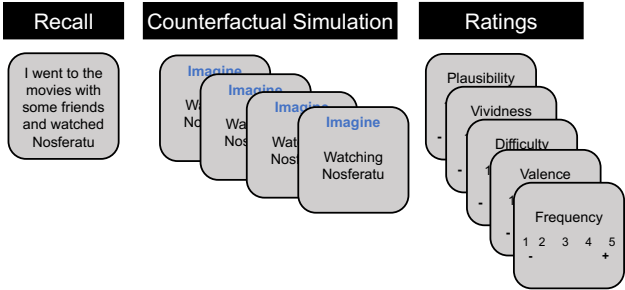 Recall
Counterfactual Simulation
Ratings
I went to the
movies with
some friends
and watched
Nosferatu
Imagine
Imagine
Imagine
Imagine
Watching
Nosferatu
Plausibility
Vividness
Difficulty
Valence
Frequency
1 2 3 4 5
- +